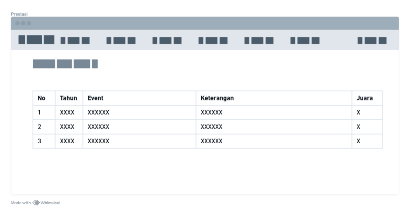 Prestasi
No Tahun Event Keterangan Juara
1 XXXX XXXXXX XXXXXX X
2 XXXX XXXXXX XXXXXX X
3 XXXX XXXXXX XXXXXX X
Made with Whimsical